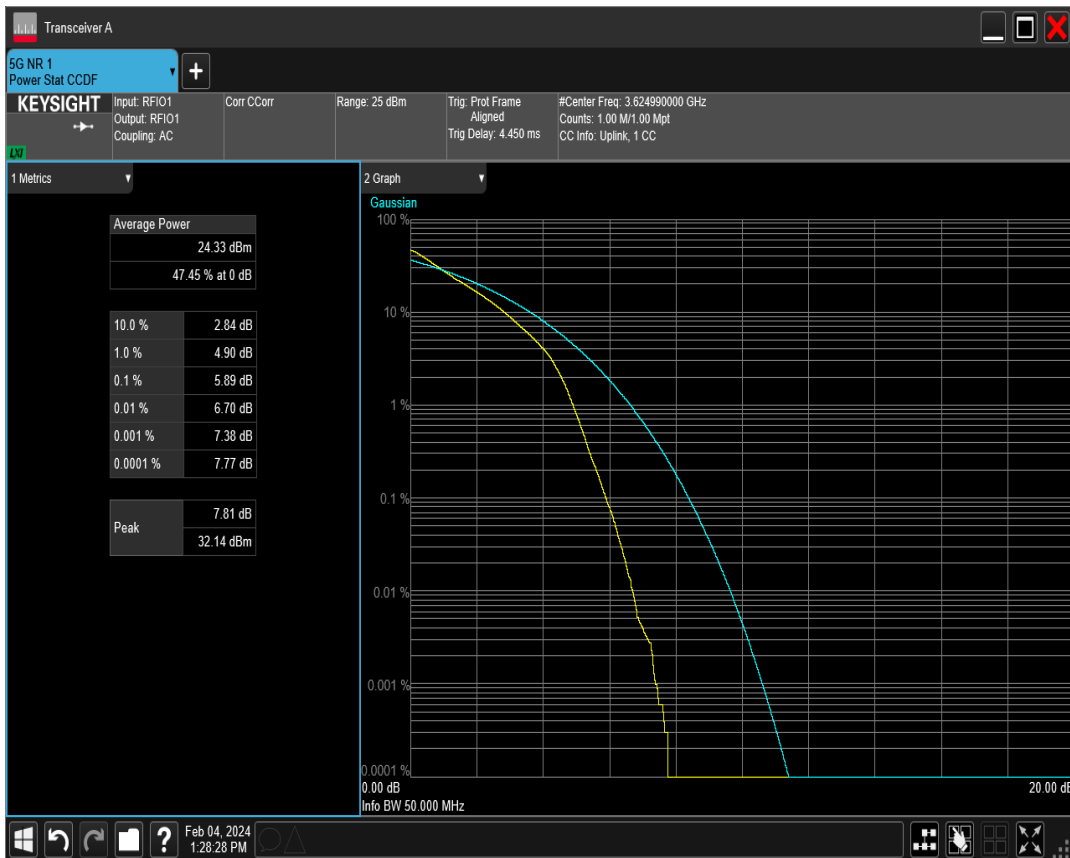 Transceiver A
5G NR 1
Power Stat CCDF
+
KEYSIGHT
LXI
Input: RFIO1
Output: RFIO1
Coupling: AC
Corr CCorr
Range: 25 dBm
Trig: Prot Frame
Aligned
Trig Delay: 4.450 ms
#Center Freq: 3.624990000 GHz
Counts: 1.00 M/1.00 Mpt
CC Info: Uplink, 1 CC
1 Metrics
Average Power
24.33 dBm
47.45 % at 0 dB
10.0 % 2.84 dB
1.0 % 4.90 dB
0.1 % 5.89 dB
0.01 % 6.70 dB
0.001 % 7.38 dB
0.0001 % 7.77 dB
Peak
7.81 dB
32.14 dBm
2 Graph
Gaussian
100 %
10 %
1 %
0.1 %
0.01 %
0.001 %
0.0001 %
0.00 dB 20.00 dB
Info BW 50.000 MHz
?
Feb 04, 2024
1:28:28 PM